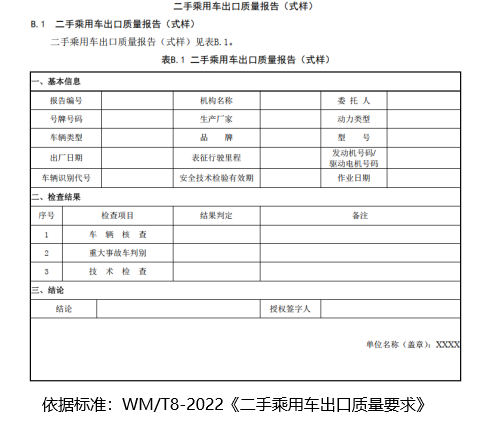 二手乘用车出口质量报告（式样）
B.1 二手乘用车出口质量报告（式样）
二手乘用车出口质量报告（式样）见表B.1。
表B.1 二手乘用车出口质量报告（式样）
一、基本信息
报告编号 机构名称 委 托 人
号牌号码 生产厂家 动力类型
车辆类型 品 牌 型 号
出厂日期 表征行驶里程 发动机号码/
驱动电机号码
车辆识别代号 安全技术检验有效期 作业日期
二、检查结果
序号 检查项目 结果判定 备注
1 车 辆 核 查
2 重大事故车判别
3 技 术 检 查
三、结论
结论 授权签字人
单位名称（盖章）：XXXX
依据标准：WM/T8-2022《二手乘用车出口质量要求》